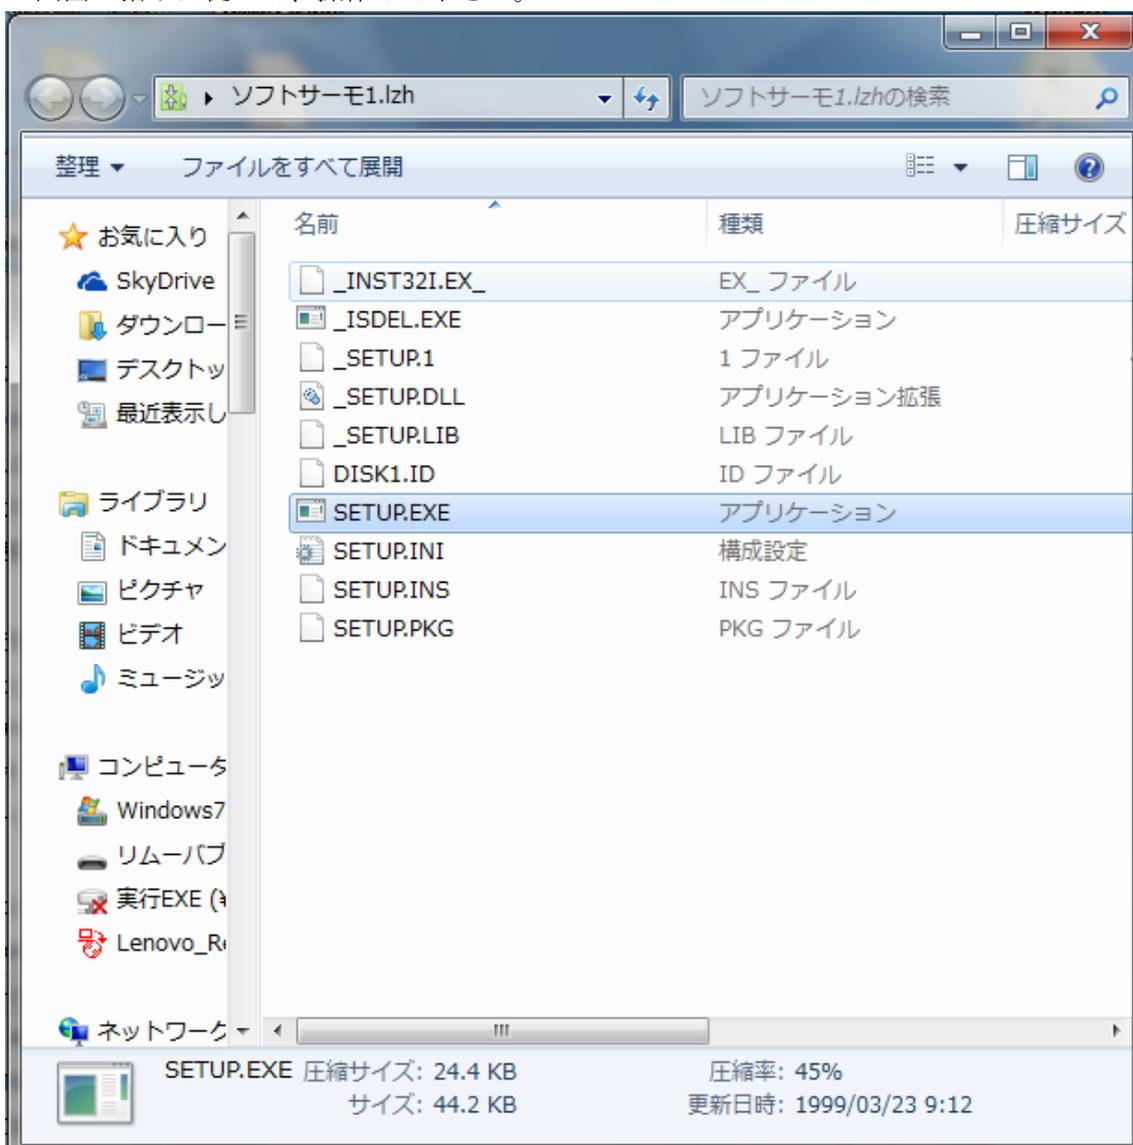 ソフトサーモ1.lzh
ソフトサーモ1.lzhの検索
整理 ファイルをすべて展開
名前 種類 圧縮サイズ
お気に入り
SkyDrive
ダウンロー
デスクトッ
最近表示し
ライブラリ
ドキュメン
ピクチャ
ビデオ
ミュージッ
コンピュータ
Windows7
リムーバブ
実行EXE (¥
Lenovo_Re
ネットワーク
_INST32I.EX_ EX_ ファイル
_ISDEL.EXE アプリケーション
_SETUP.1 1 ファイル
_SETUP.DLL アプリケーション拡張
_SETUP.LIB LIB ファイル
DISK1.ID ID ファイル
SETUP.EXE アプリケーション
SETUP.INI 構成設定
SETUP.INS INS ファイル
SETUP.PKG PKG ファイル
SETUP.EXE 圧縮サイズ: 24.4 KB 圧縮率: 45%
サイズ: 44.2 KB 更新日時: 1999/03/23 9:12